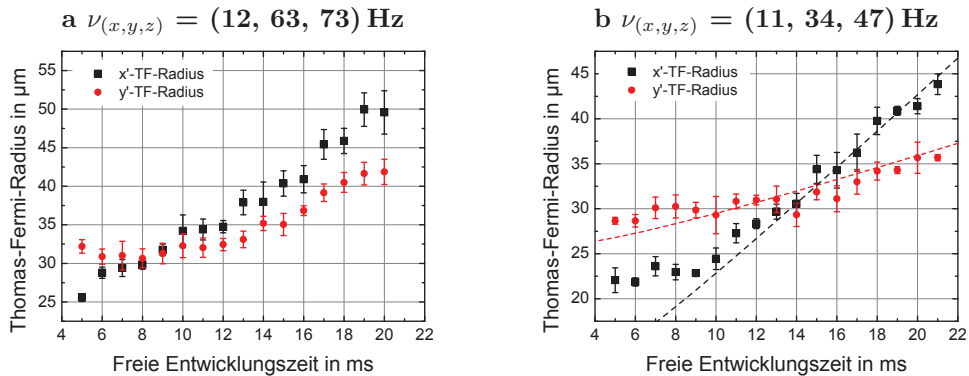 a ν(x,y,z) = (12, 63, 73) Hz
Thomas-Fermi-Radius in µm
55
50
45
40
35
30
25
x'-TF-Radius
y'-TF-Radius
4 6 8 10 12 14 16 18 20 22
Freie Entwicklungszeit in ms
b ν(x,y,z) = (11, 34, 47) Hz
Thomas-Fermi-Radius in µm
45
40
35
30
25
20
x'-TF-Radius
y'-TF-Radius
4 6 8 10 12 14 16 18 20 22
Freie Entwicklungszeit in ms